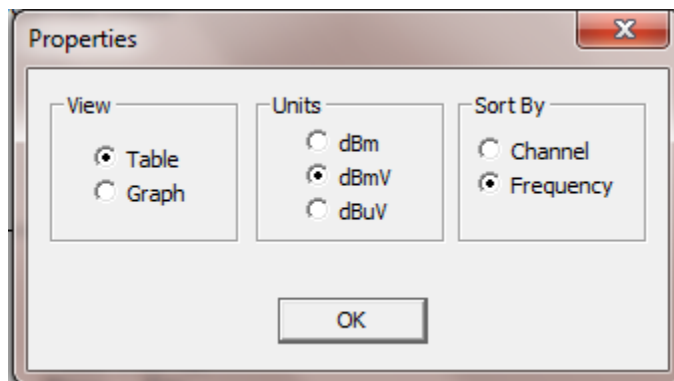 Properties
View
Table
Graph
Units
dBm
dBmV
dBuV
Sort By
Channel
Frequency
OK